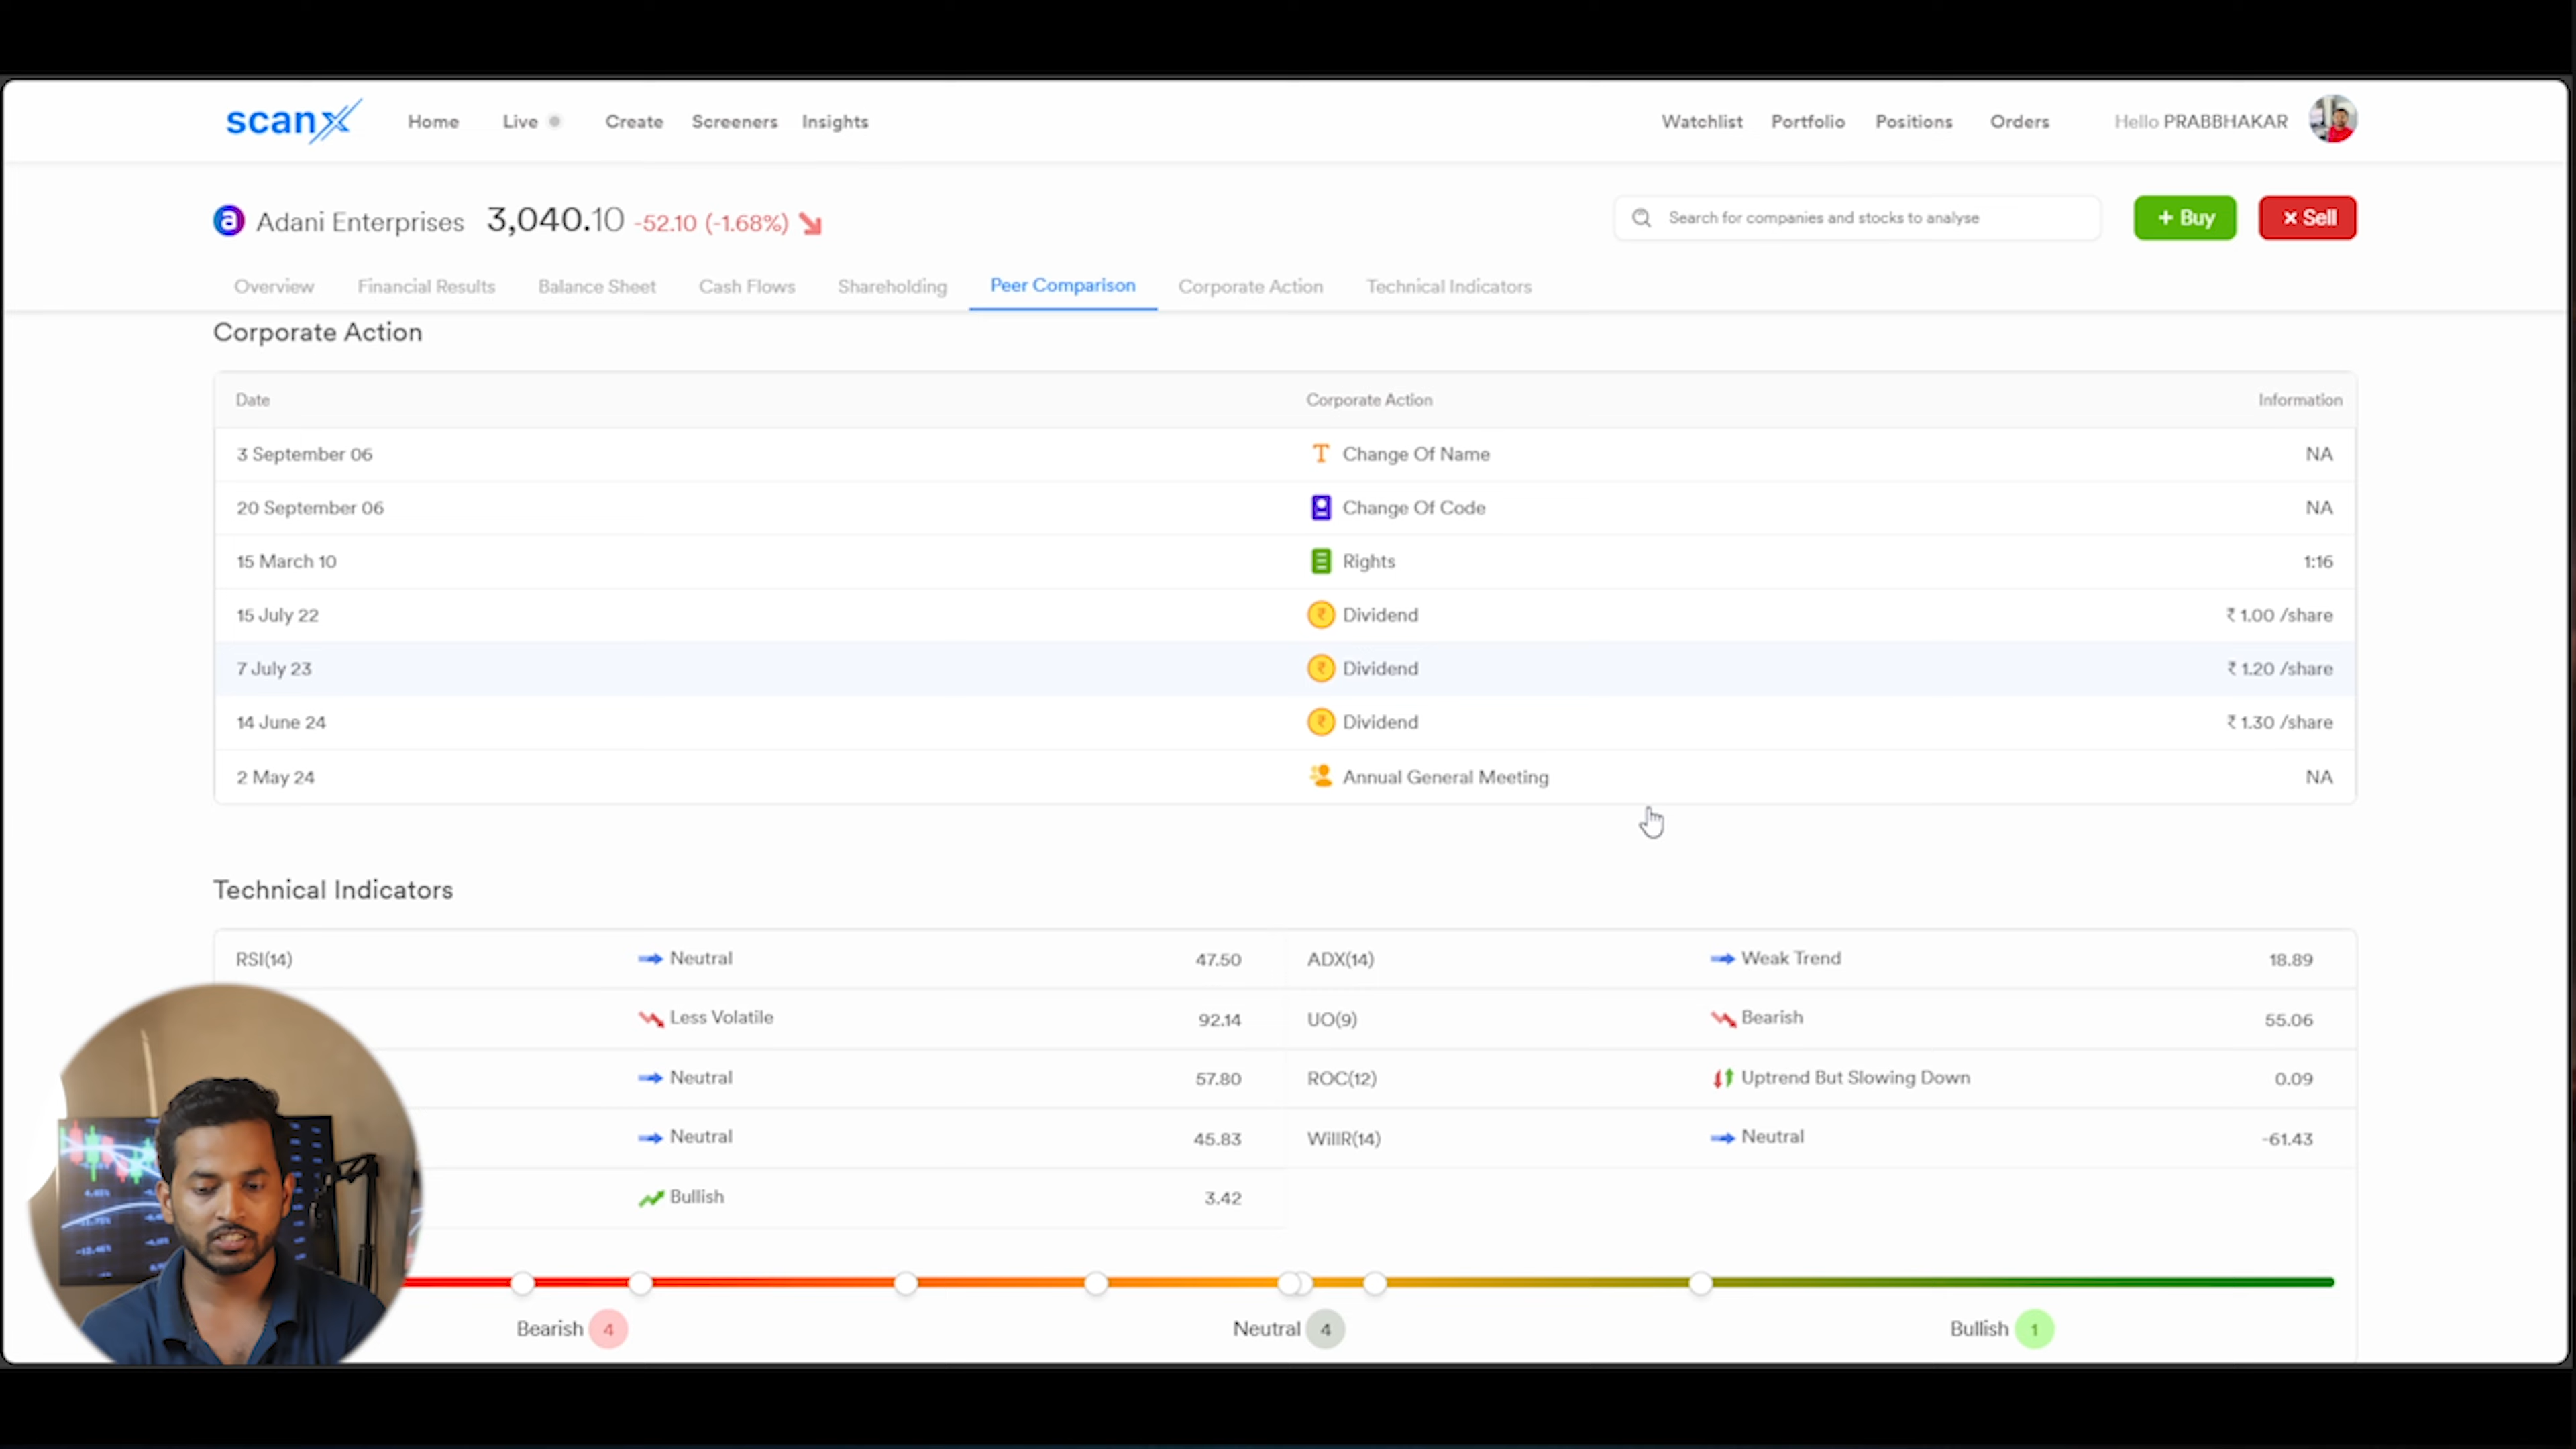 scanx Home Live Create Screeners Insights Watchlist Portfolio Positions Orders Hello PRABBHAKAR
a Adani Enterprises 3,040.10 -52.10 (-1.68%) Search for companies and stocks to analyse + Buy × Sell
Overview Financial Results Balance Sheet Cash Flows Shareholding Peer Comparison Corporate Action Technical Indicators
Corporate Action
Date Corporate Action Information
3 September 06 T Change Of Name NA
20 September 06 Change Of Code NA
15 March 10 Rights 1:16
15 July 22 ₹ Dividend ₹ 1.00 /share
7 July 23 ₹ Dividend ₹ 1.20 /share
14 June 24 ₹ Dividend ₹ 1.30 /share
2 May 24 Annual General Meeting NA
Technical Indicators
RSI(14) Neutral 47.50 ADX(14) Weak Trend 18.89
Less Volatile 92.14 UO(9) Bearish 55.06
Neutral 57.80 ROC(12) Uptrend But Slowing Down 0.09
Neutral 45.83 WillR(14) Neutral -61.43
Bullish 3.42
Bearish 4 Neutral 4 Bullish 1